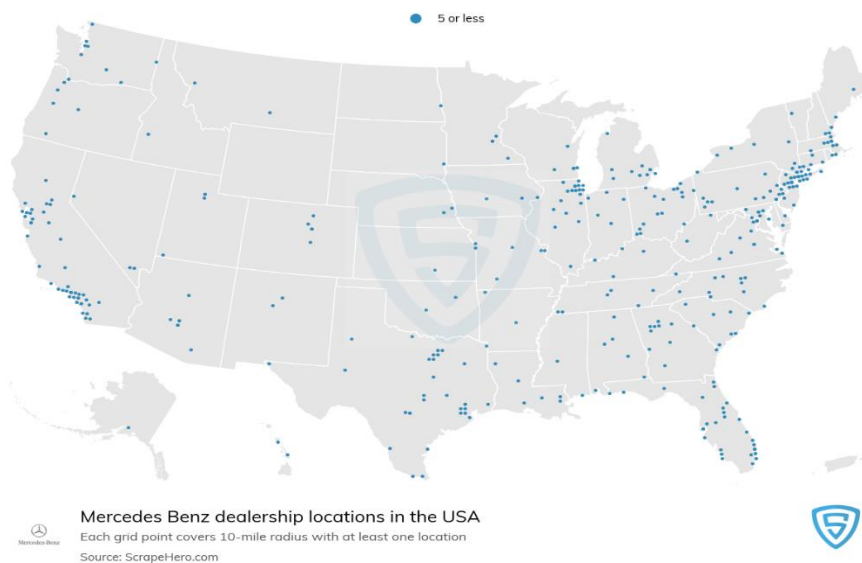 5 or less
Mercedes Benz dealership locations in the USA
Each grid point covers 10-mile radius with at least one location
Source: ScrapeHero.com
Mercedes-Benz